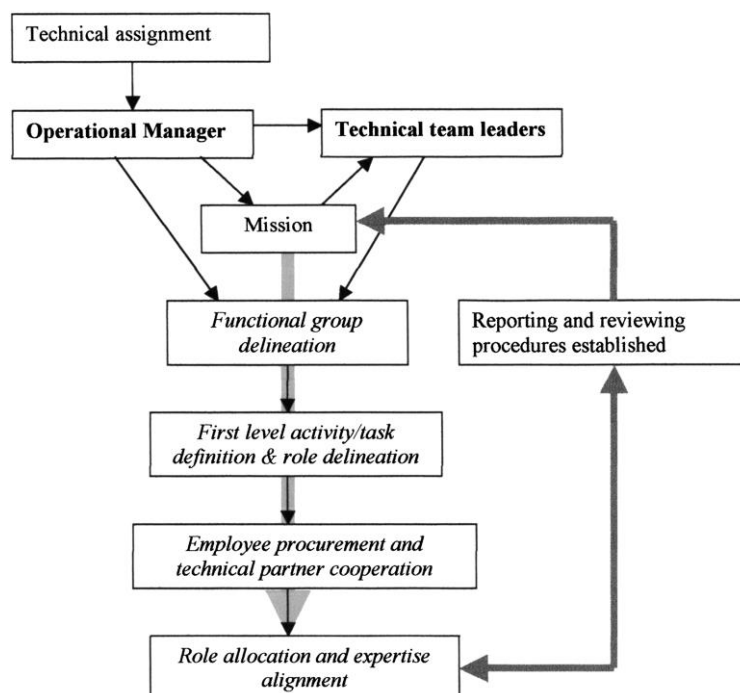 Technical assignment
Operational Manager
Technical team leaders
Mission
Functional group
delineation
Reporting and reviewing
procedures established
First level activity/task
definition & role delineation
Employee procurement and
technical partner cooperation
Role allocation and expertise
alignment